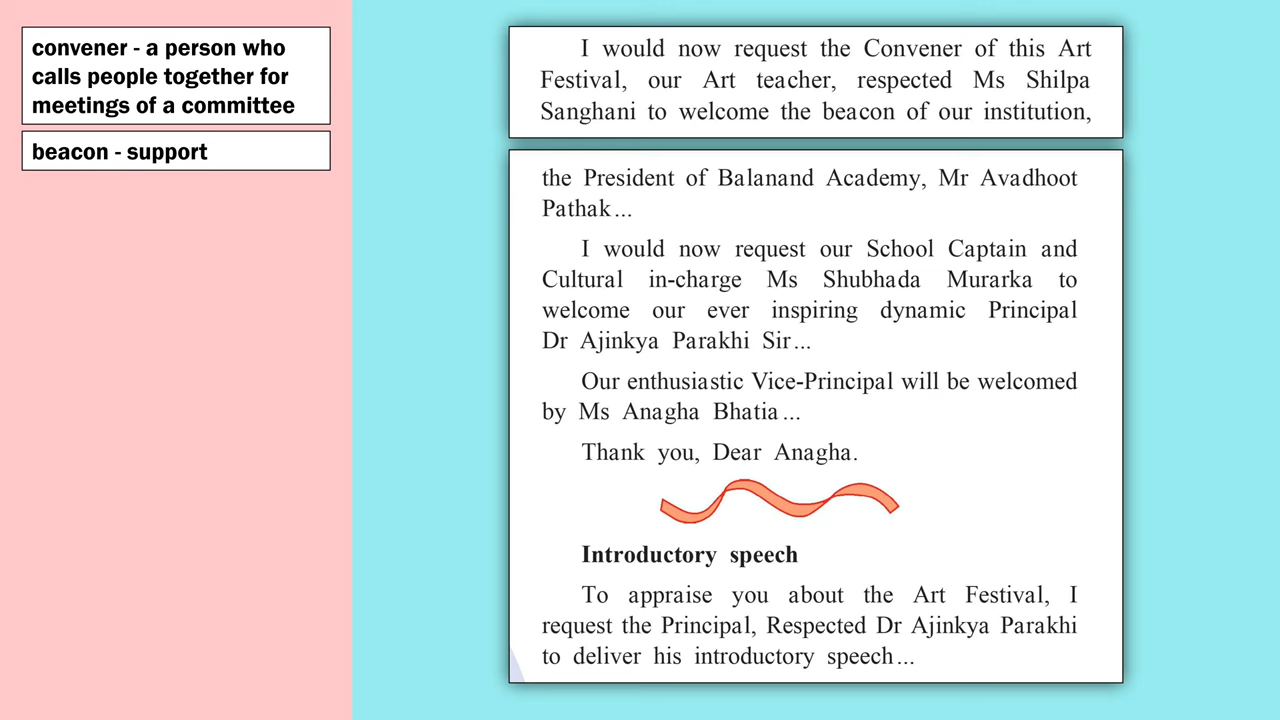 convener - a person who
calls people together for
meetings of a committee
beacon - support
I would now request the Convener of this Art
Festival, our Art teacher, respected Ms Shilpa
Sanghani to welcome the beacon of our institution,
the President of Balanand Academy, Mr Avadhoot
Pathak...
I would now request our School Captain and
Cultural in-charge Ms Shubhada Murarka to
welcome our ever inspiring dynamic Principal
Dr Ajinkya Parakhi Sir...
Our enthusiastic Vice-Principal will be welcomed
by Ms Anagha Bhatia...
Thank you, Dear Anagha.
Introductory speech
To appraise you about the Art Festival, I
request the Principal, Respected Dr Ajinkya Parakhi
to deliver his introductory speech...